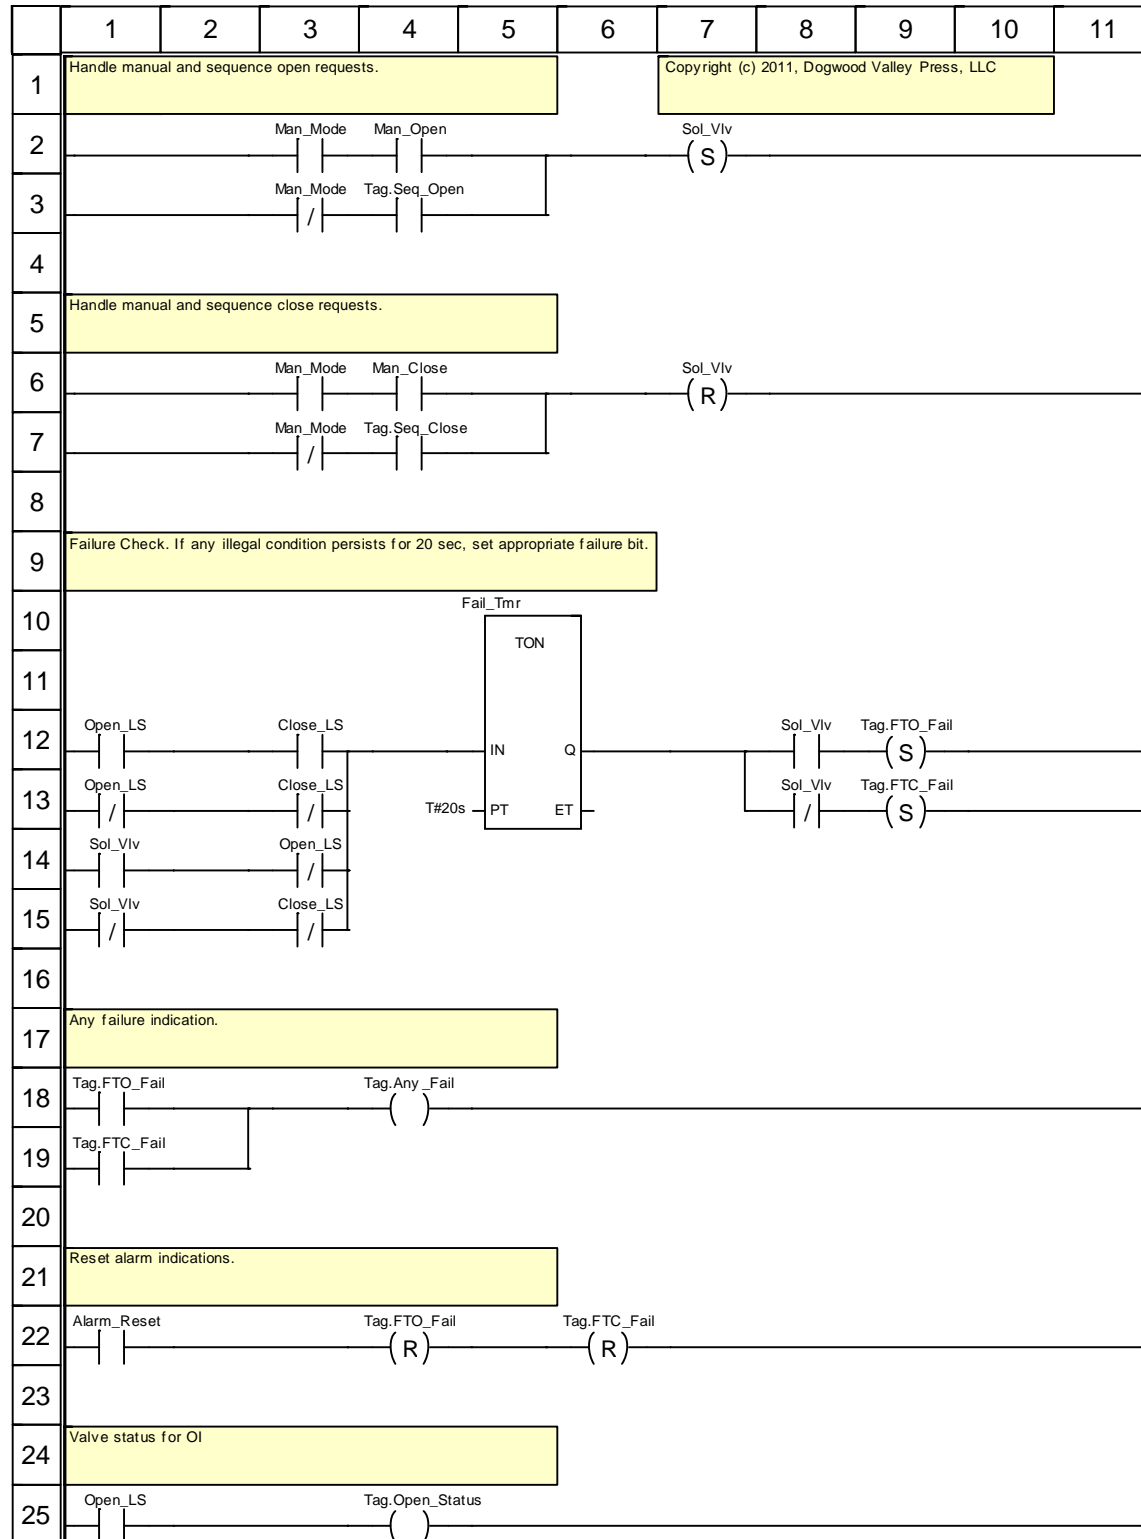 1 2 3 4 5 6 7 8 9 10 11
1
Handle manual and sequence open requests.
Copyright (c) 2011, Dogwood Valley Press, LLC
2
Man_Mode Man_Open Sol_Vlv
S
3
Man_Mode Tag.Seq_Open
/
4
5
Handle manual and sequence close requests.
6
Man_Mode Man_Close Sol_Vlv
R
7
Man_Mode Tag.Seq_Close
/
8
9
Failure Check. If any illegal condition persists for 20 sec, set appropriate failure bit.
10
Fail_Tmr
TON
11
12
Open_LS Close_LS Sol_Vlv Tag.FTO_Fail
IN Q S
13
Open_LS Close_LS Sol_Vlv Tag.FTC_Fail
/ / T#20s PT ET / S
14
Sol_Vlv Open_LS
/
15
Sol_Vlv Close_LS
/ /
16
17
Any failure indication.
18
Tag.FTO_Fail Tag.Any_Fail
19
Tag.FTC_Fail
20
21
Reset alarm indications.
22
Alarm_Reset Tag.FTO_Fail Tag.FTC_Fail
R R
23
24
Valve status for OI
25
Open_LS Tag.Open_Status